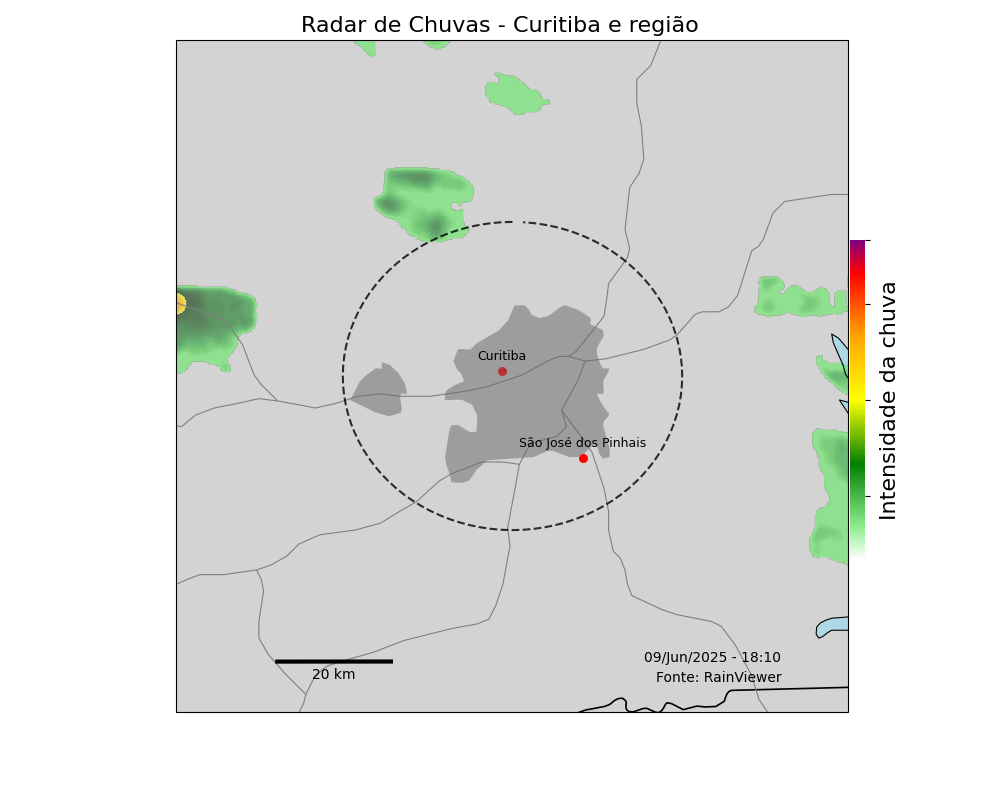 Radar de Chuvas - Curitiba e região
Curitiba
São José dos Pinhais
Intensidade da chuva
09/Jun/2025 - 18:10
Fonte: RainViewer
20 km